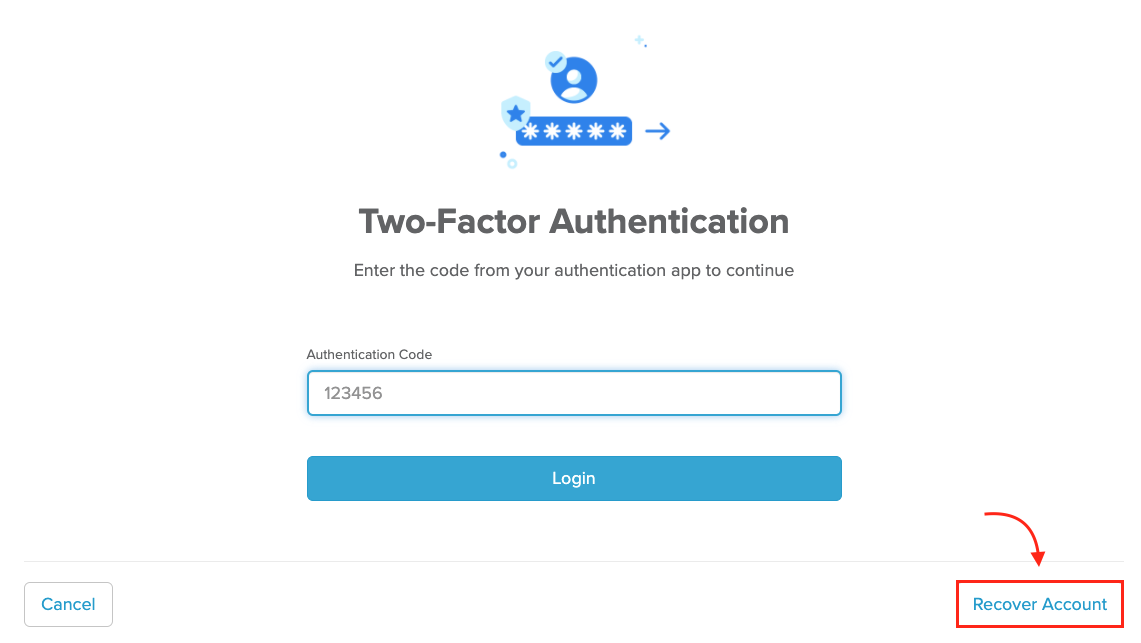 Two-Factor Authentication
Enter the code from your authentication app to continue
Authentication Code
123456
Login
Cancel
Recover Account